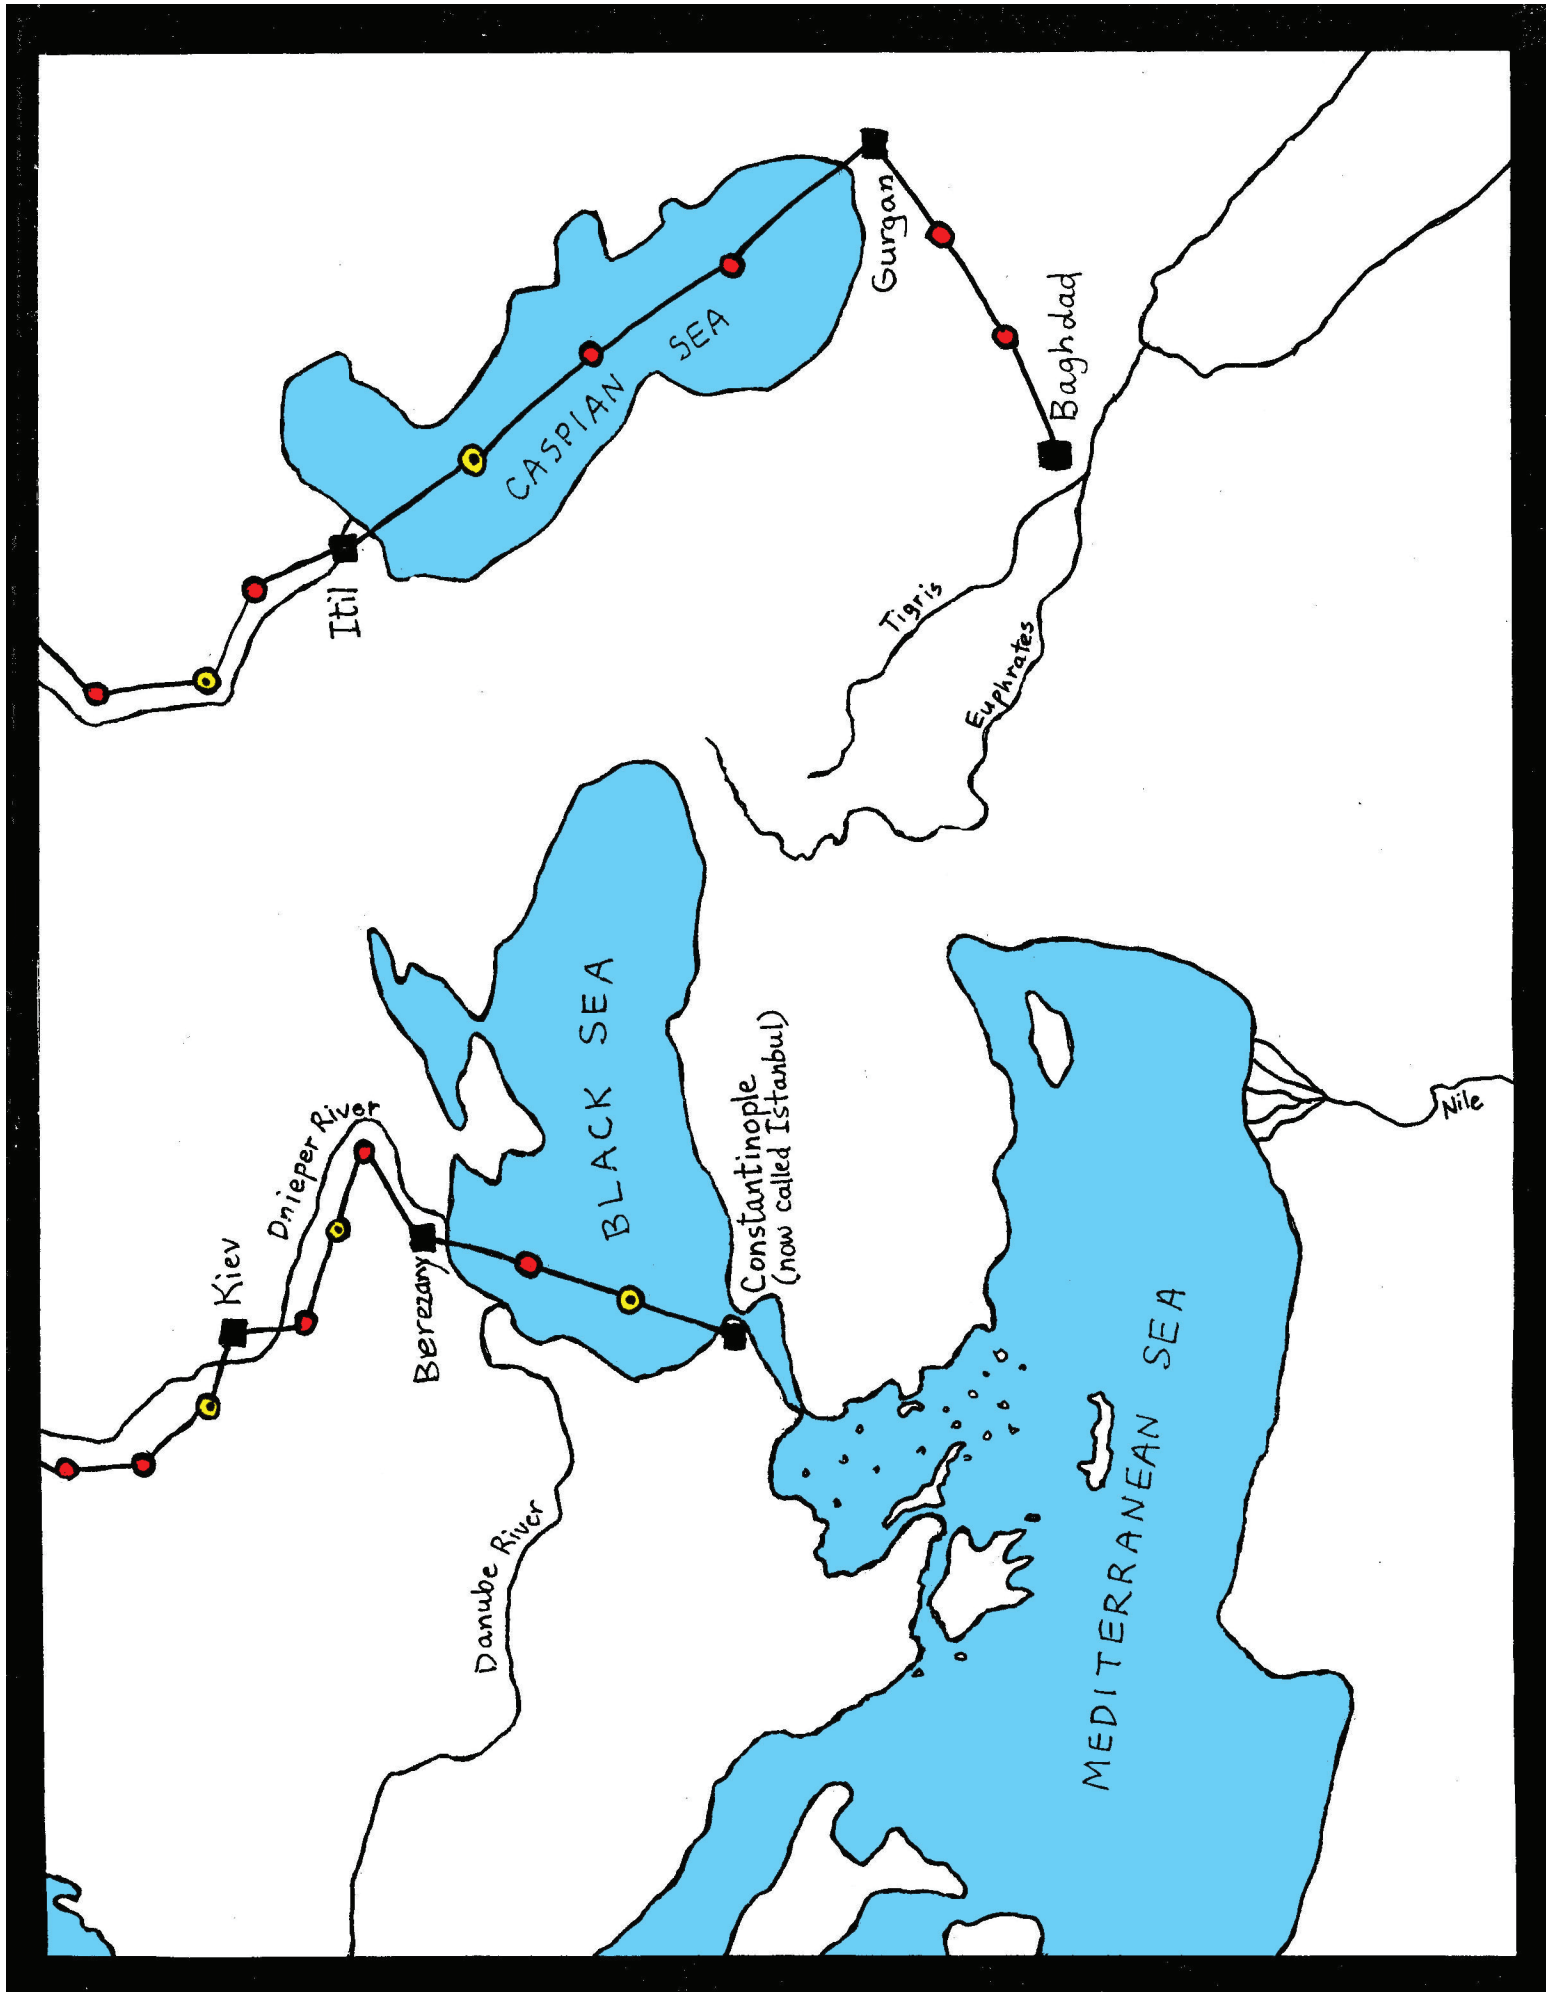 Kiev
Dnieper River
Berezany
Danube River
BLACK SEA
Constantinople
(now called Istanbul)
Itil
CASPIAN
SEA
Gurgan
Baghdad
Tigris
Euphrates
MEDITERRANEAN SEA
Nile